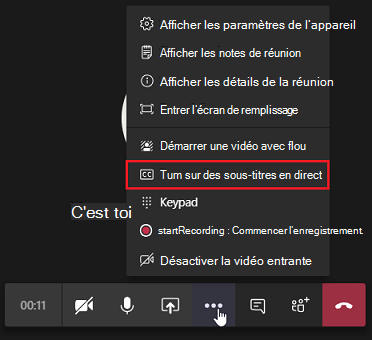 Afficher les paramètres de l'appareil
Afficher les notes de réunion
Afficher les détails de la réunion
Entrer l'écran de remplissage
Démarrer une vidéo avec flou
CC Tum sur des sous-titres en direct
Keypad
startRecording : Commencer l'enregistrement.
C'est toi
Désactiver la vidéo entrante
00:11